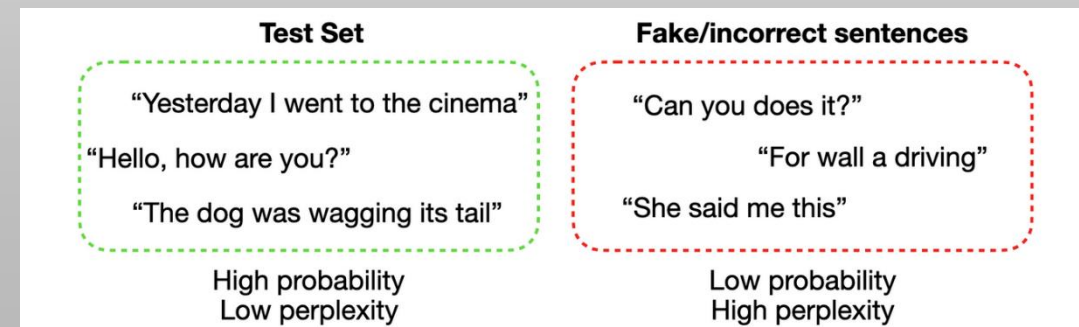 Test Set
“Yesterday I went to the cinema”
“Hello, how are you?”
“The dog was wagging its tail”
High probability
Low perplexity
Fake/incorrect sentences
“Can you does it?”
“For wall a driving”
“She said me this”
Low probability
High perplexity